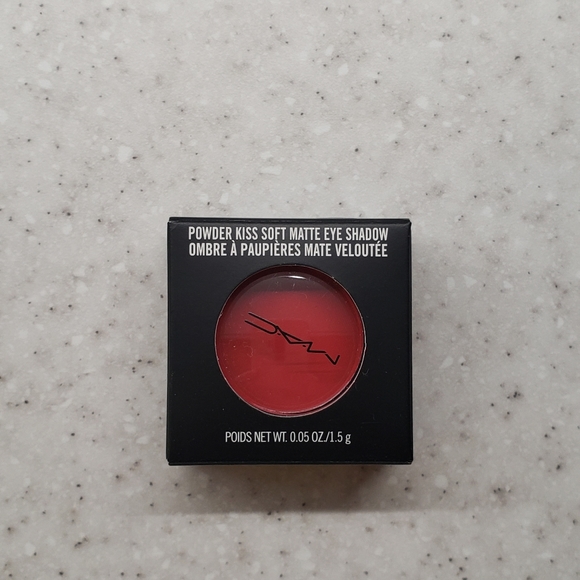 POWDER KISS SOFT MATTE EYE SHADOW
OMBRE À PAUPIÈRES MATE VELOUTÉE
M·A·C
POIDS NET WT. 0.05 OZ./1.5 g